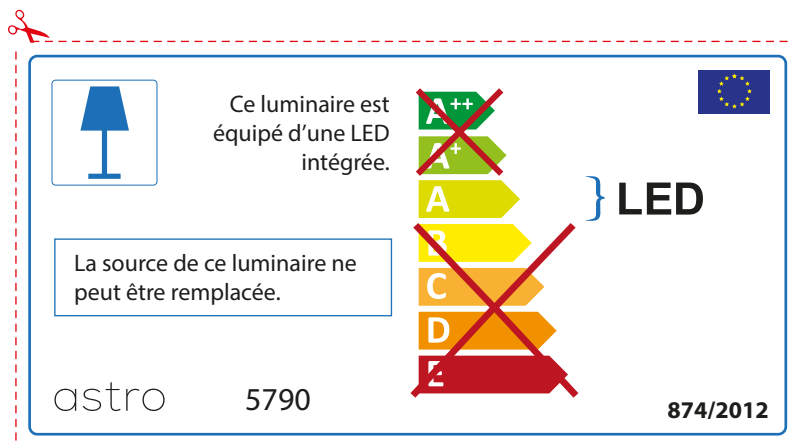 Ce luminaire est
équipé d'une LED
intégrée.
A++
A+
A
B
C
D
E
LED
La source de ce luminaire ne
peut être remplacée.
astro
5790
874/2012